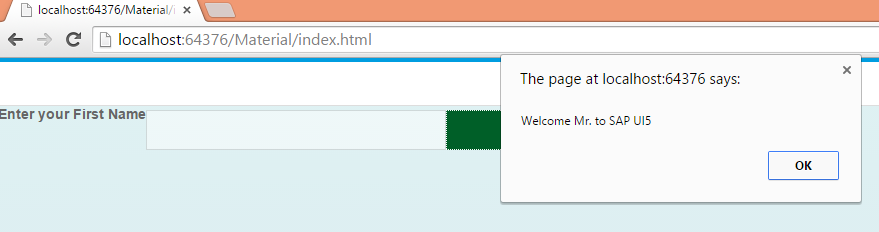 localhost:64376/Material/i
localhost:64376/Material/index.html
The page at localhost:64376 says:
Welcome Mr. to SAP UI5
OK
Enter your First Name